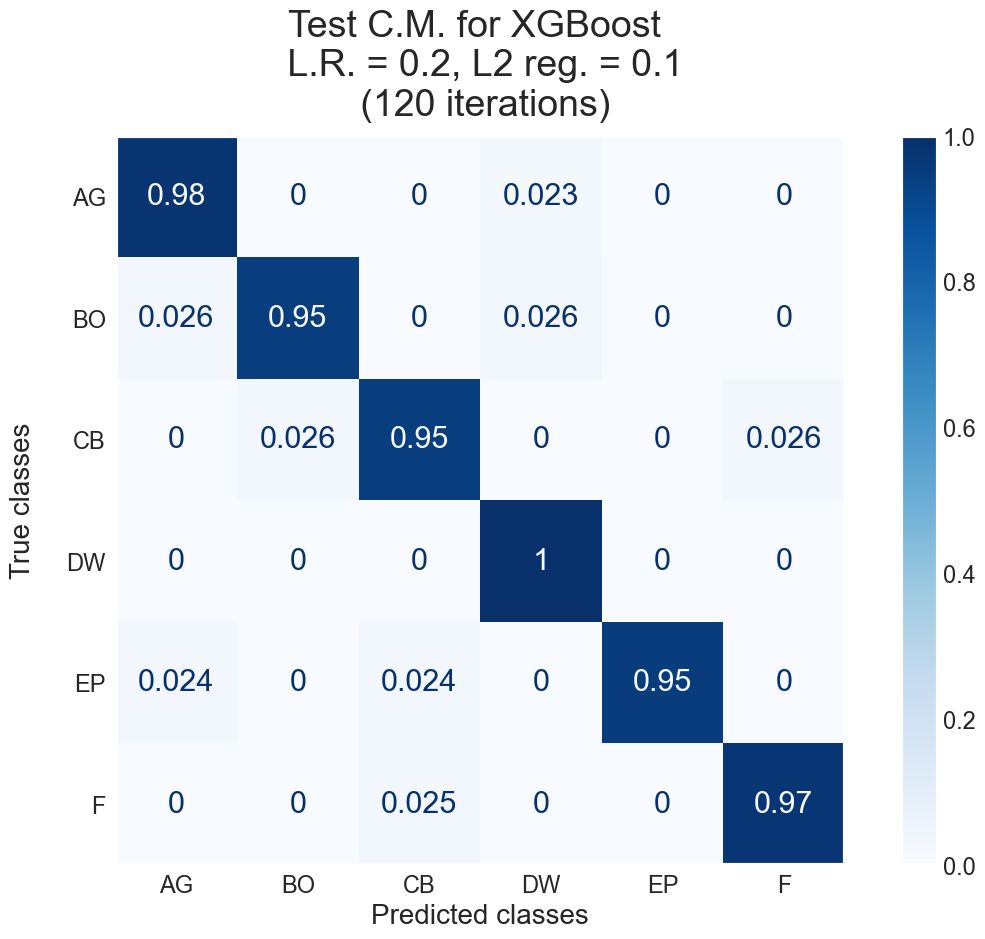 Test C.M. for XGBoost
L.R. = 0.2, L2 reg. = 0.1
(120 iterations)
AG 0.98 0 0 0.023 0 0
BO 0.026 0.95 0 0.026 0 0
CB 0 0.026 0.95 0 0 0.026
DW 0 0 0 1 0 0
EP 0.024 0 0.024 0 0.95 0
F 0 0 0.025 0 0 0.97
AG BO CB DW EP F
Predicted classes
True classes
1.0
0.8
0.6
0.4
0.2
0.0